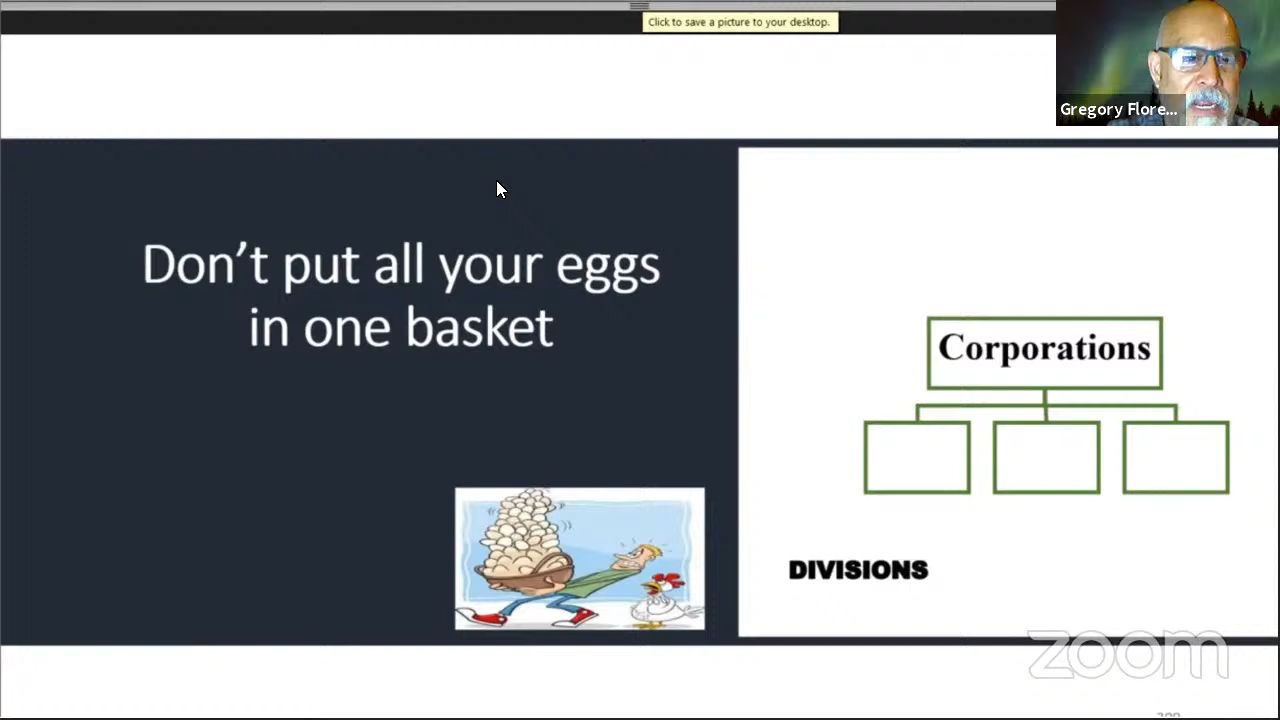 Click to save a picture to your desktop.
Gregory Flore...
Don't put all your eggs
in one basket
Corporations
DIVISIONS
zoom